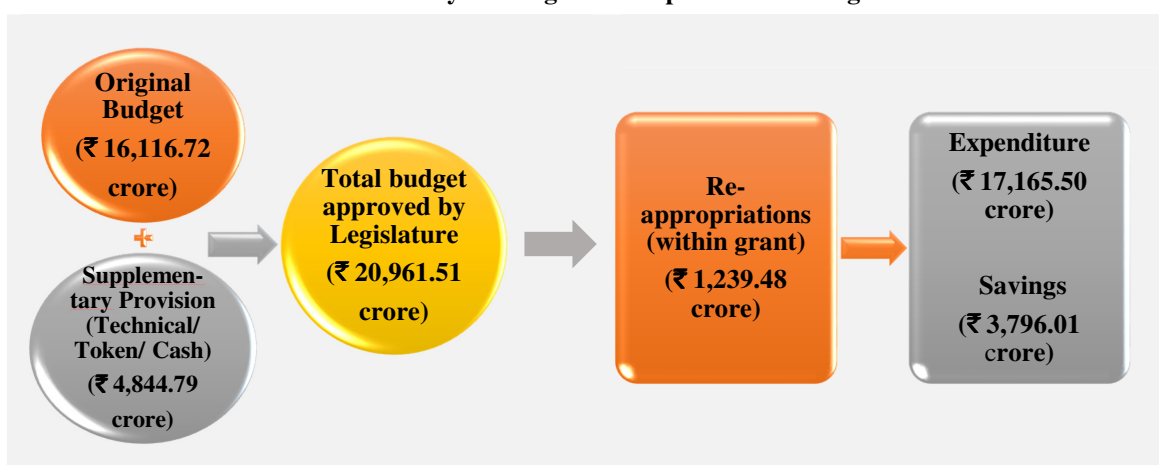 Original
Budget
(₹ 16,116.72
crore)
+
Supplemen-
tary Provision
(Technical/
Token/ Cash)
(₹ 4,844.79
crore)
Total budget
approved by
Legislature
(₹ 20,961.51
crore)
Re-
appropriations
(within grant)
(₹ 1,239.48
crore)
Expenditure
(₹ 17,165.50
crore)
Savings
(₹ 3,796.01
crore)